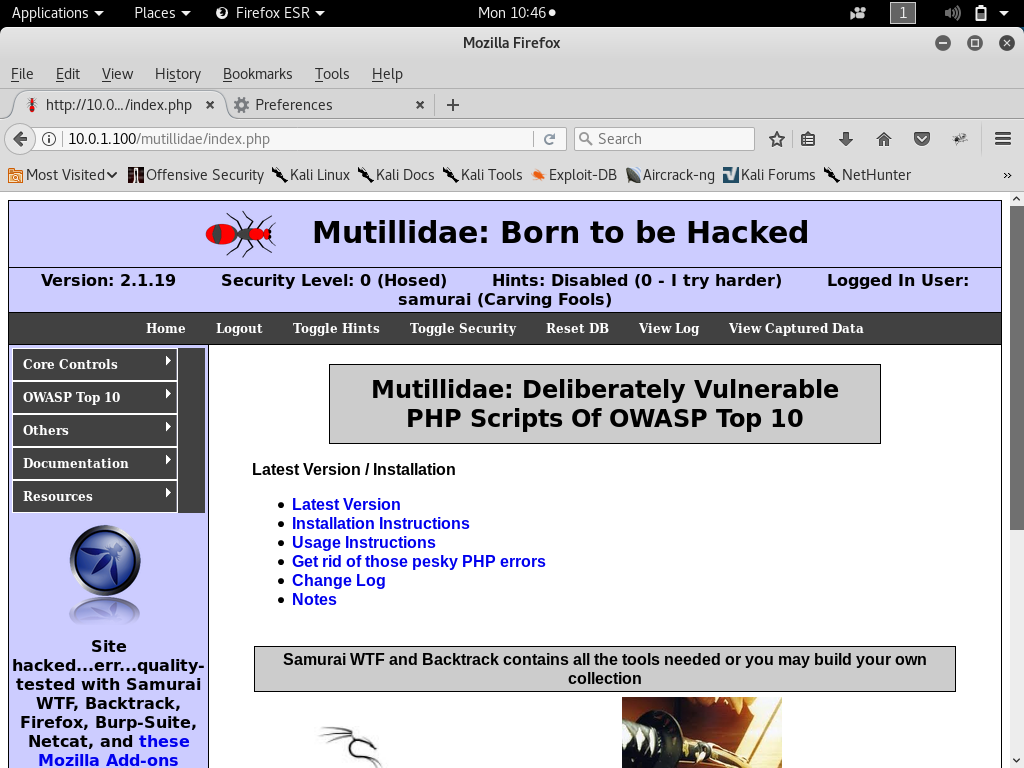 Applications Places Firefox ESR Mon 10:46 1
Mozilla Firefox
File Edit View History Bookmarks Tools Help
http://10.0.../index.php Preferences
10.0.1.100/mutillidae/index.php Search
Most Visited Offensive Security Kali Linux Kali Docs Kali Tools Exploit-DB Aircrack-ng Kali Forums NetHunter »
Mutillidae: Born to be Hacked
Version: 2.1.19 Security Level: 0 (Hosed) Hints: Disabled (0 - I try harder) Logged In User:
samurai (Carving Fools)
Home Logout Toggle Hints Toggle Security Reset DB View Log View Captured Data
Core Controls
OWASP Top 10
Others
Documentation
Resources
Site
hacked...err...quality-
tested with Samurai
WTF, Backtrack,
Firefox, Burp-Suite,
Netcat, and these
Mozilla Add-ons
Mutillidae: Deliberately Vulnerable
PHP Scripts Of OWASP Top 10
Latest Version / Installation
Latest Version
Installation Instructions
Usage Instructions
Get rid of those pesky PHP errors
Change Log
Notes
Samurai WTF and Backtrack contains all the tools needed or you may build your own
collection